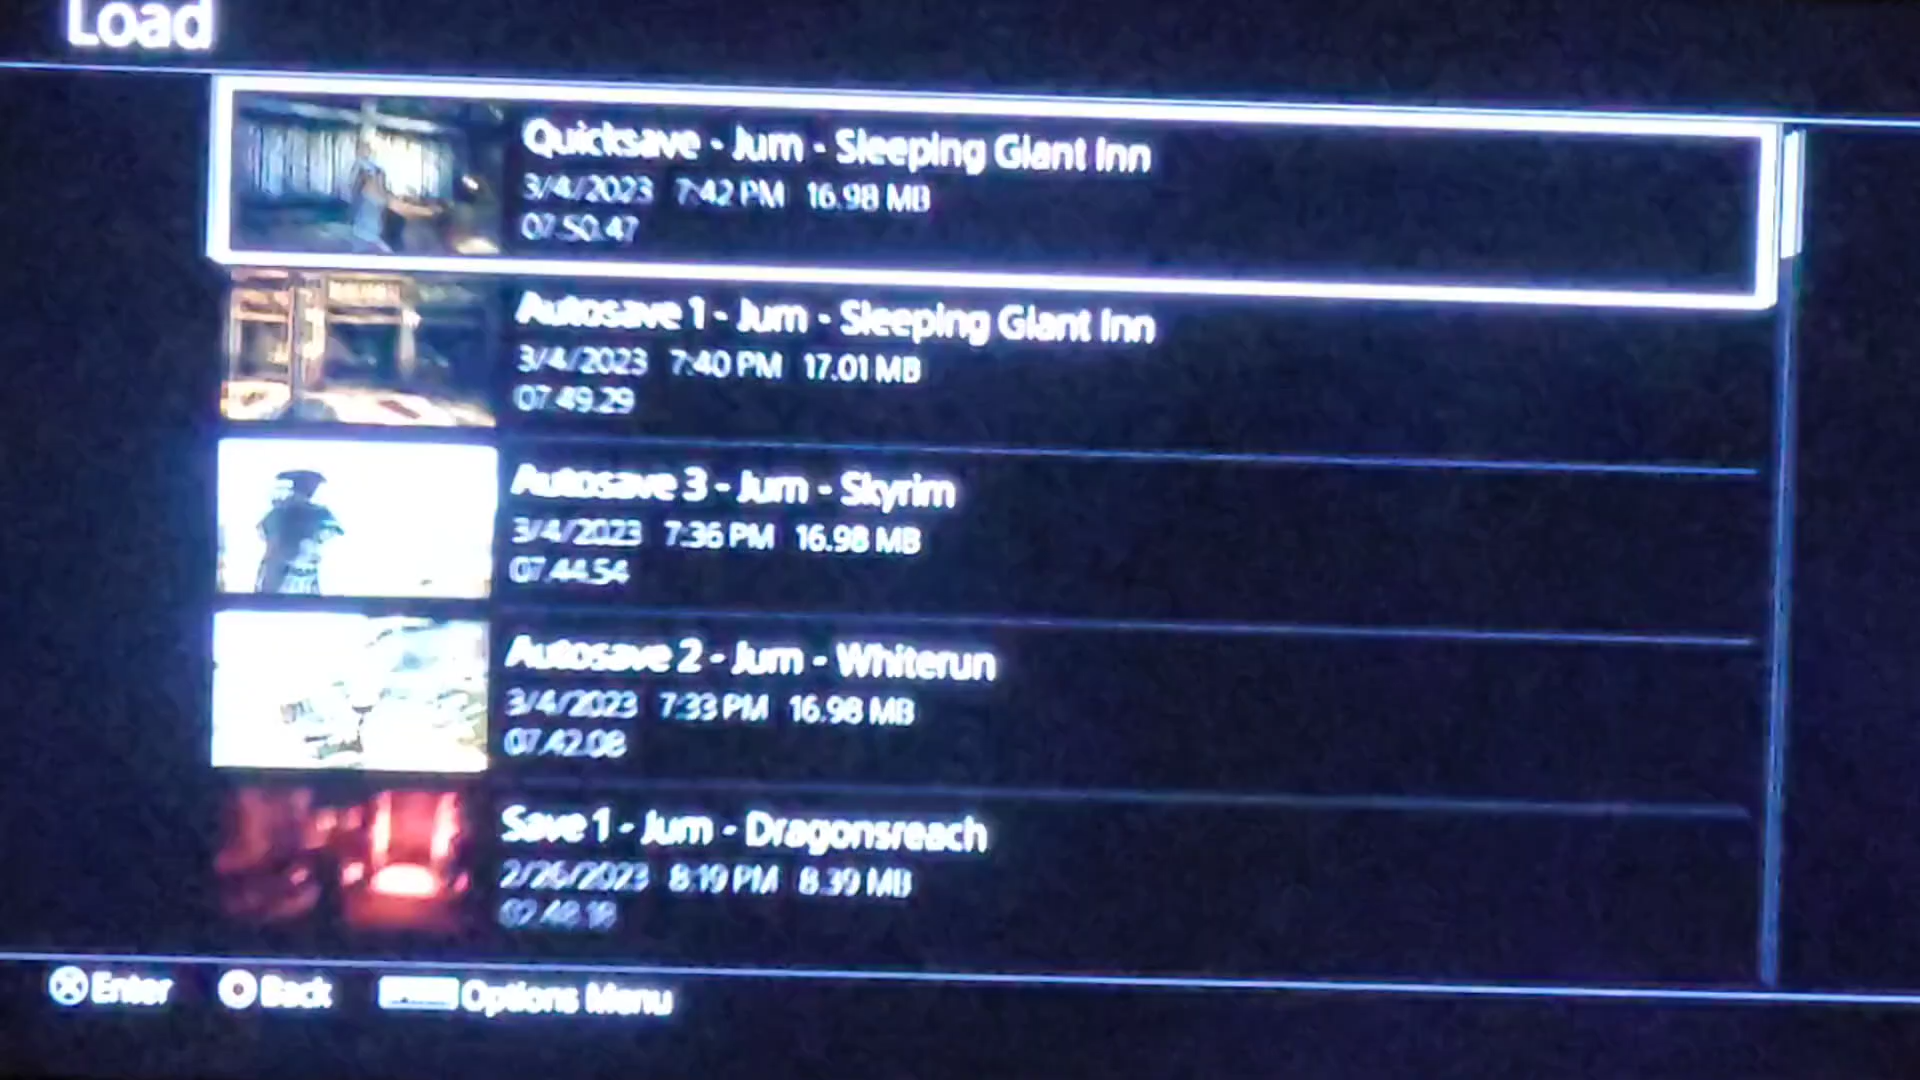 Load
Quicksave - Jum - Sleeping Giant Inn
3/4/2023 7:42 PM 16.98 MB
07.50.47
Autosave 1 - Jum - Sleeping Giant Inn
3/4/2023 7:40 PM 17.01 MB
07.49.29
Autosave 3 - Jum - Skyrim
3/4/2023 7:36 PM 16.98 MB
07.44.54
Autosave 2 - Jum - Whiterun
3/4/2023 7:33 PM 16.98 MB
07.42.08
Save 1 - Jum - Dragonsreach
2/26/2023 8:19 PM 8.39 MB
02.48.18
Enter Back Options Menu